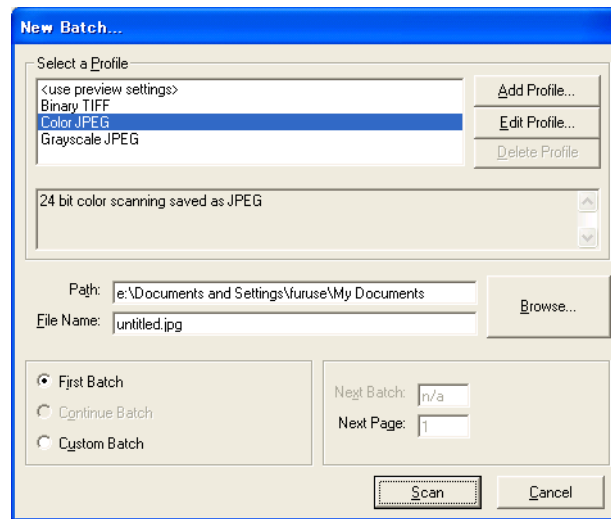 New Batch...
Select a Profile
<use preview settings>
Binary TIFF
Color JPEG
Grayscale JPEG
Add Profile...
Edit Profile...
Delete Profile
24 bit color scanning saved as JPEG
Path: e:\Documents and Settings\furuse\My Documents
File Name: untitled.jpg
Browse...
First Batch
Continue Batch
Custom Batch
Next Batch: n/a
Next Page: 1
Scan Cancel